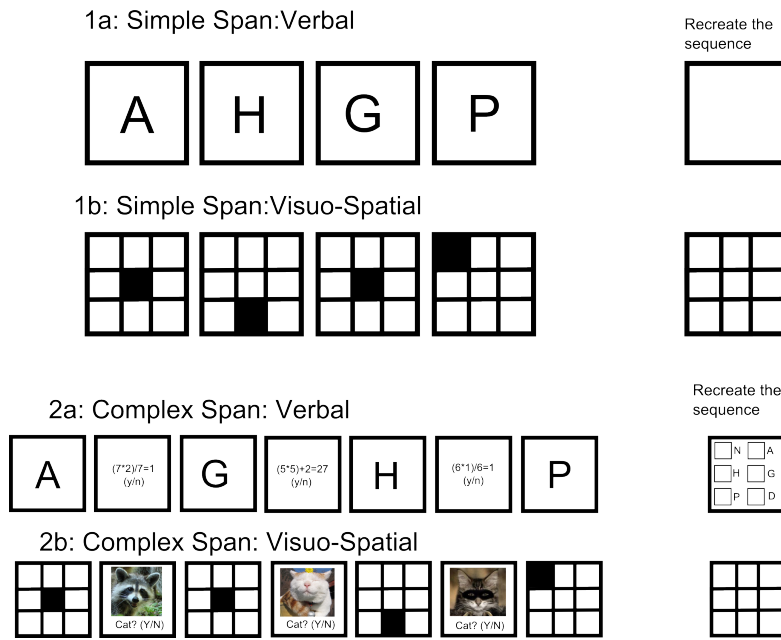 1a: Simple Span:Verbal
Recreate the
sequence
A H G P
1b: Simple Span:Visuo-Spatial
2a: Complex Span: Verbal
Recreate the
sequence
A
(7*2)/7=1
(y/n)
G
(5*5)+2=27
(y/n)
H
(6*1)/6=1
(y/n)
P
N A
H G
P D
2b: Complex Span: Visuo-Spatial
Cat? (Y/N)
Cat? (Y/N)
Cat? (Y/N)